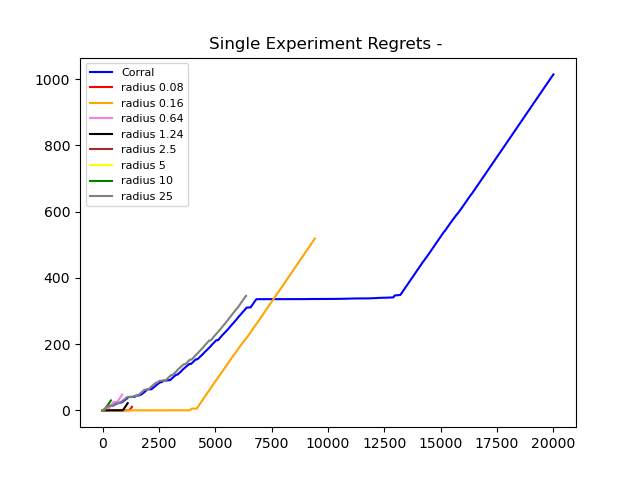 Single Experiment Regrets -
Corral
radius 0.08
radius 0.16
radius 0.64
radius 1.24
radius 2.5
radius 5
radius 10
radius 25
1000
800
600
400
200
0
0 2500 5000 7500 10000 12500 15000 17500 20000